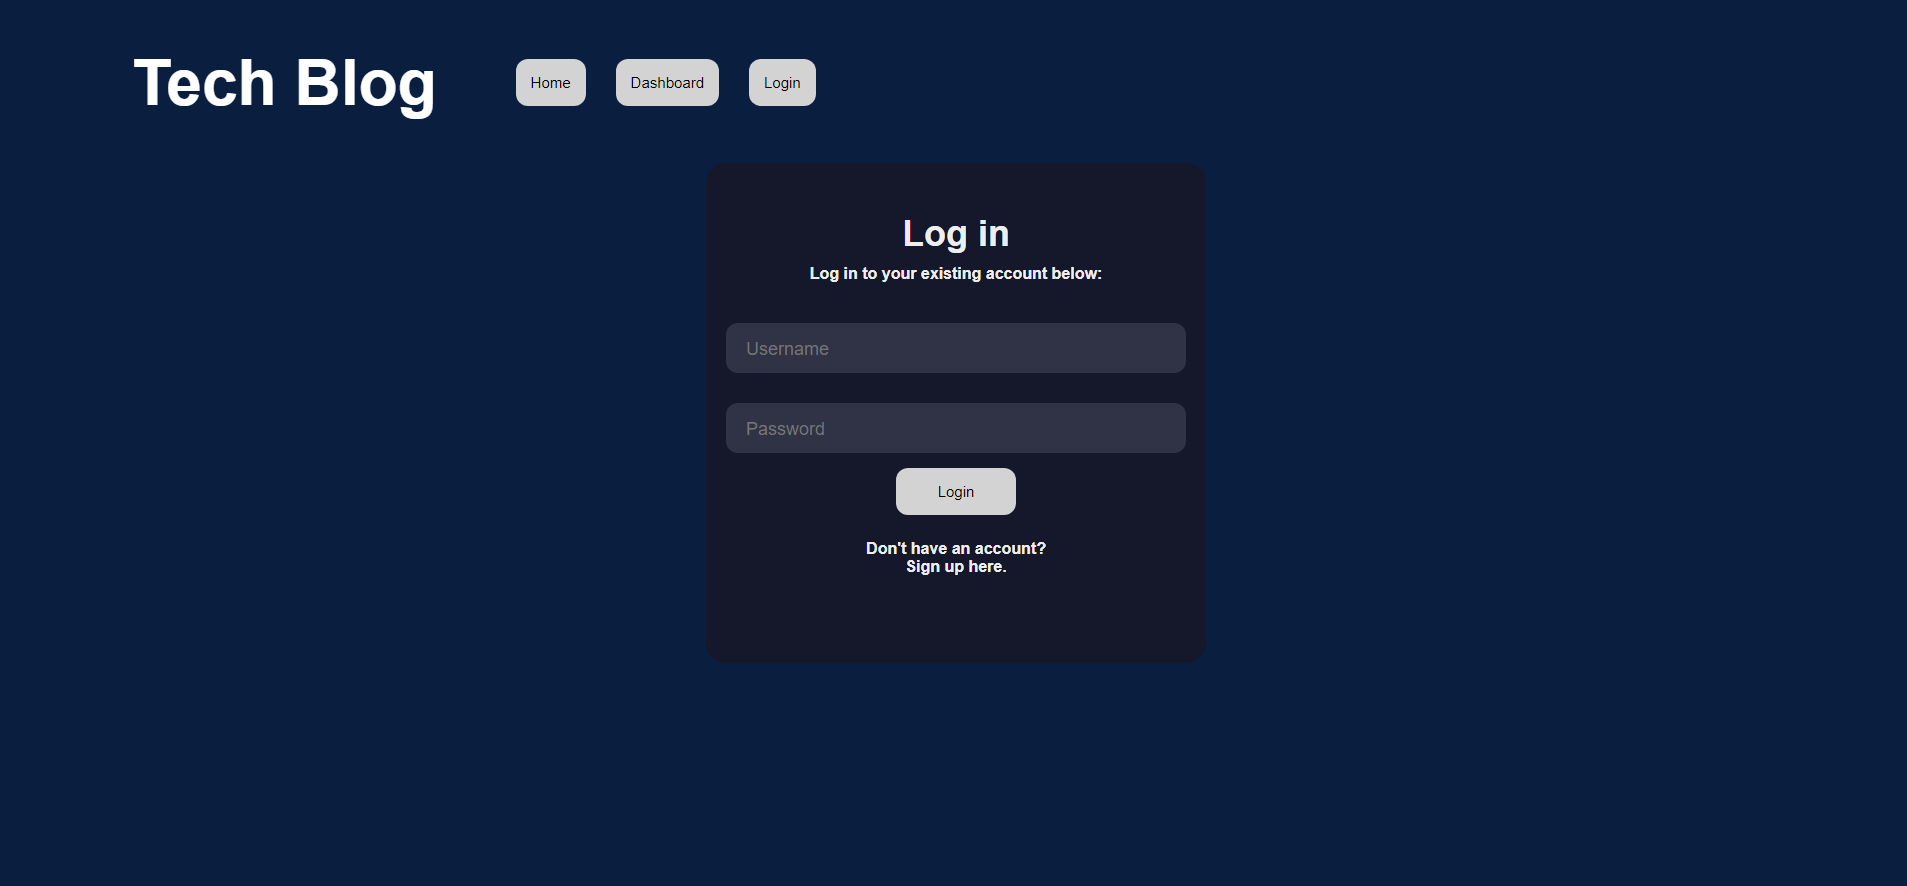 Tech Blog
Home
Dashboard
Login
Log in
Log in to your existing account below:
Username
Password
Login
Don't have an account?
Sign up here.